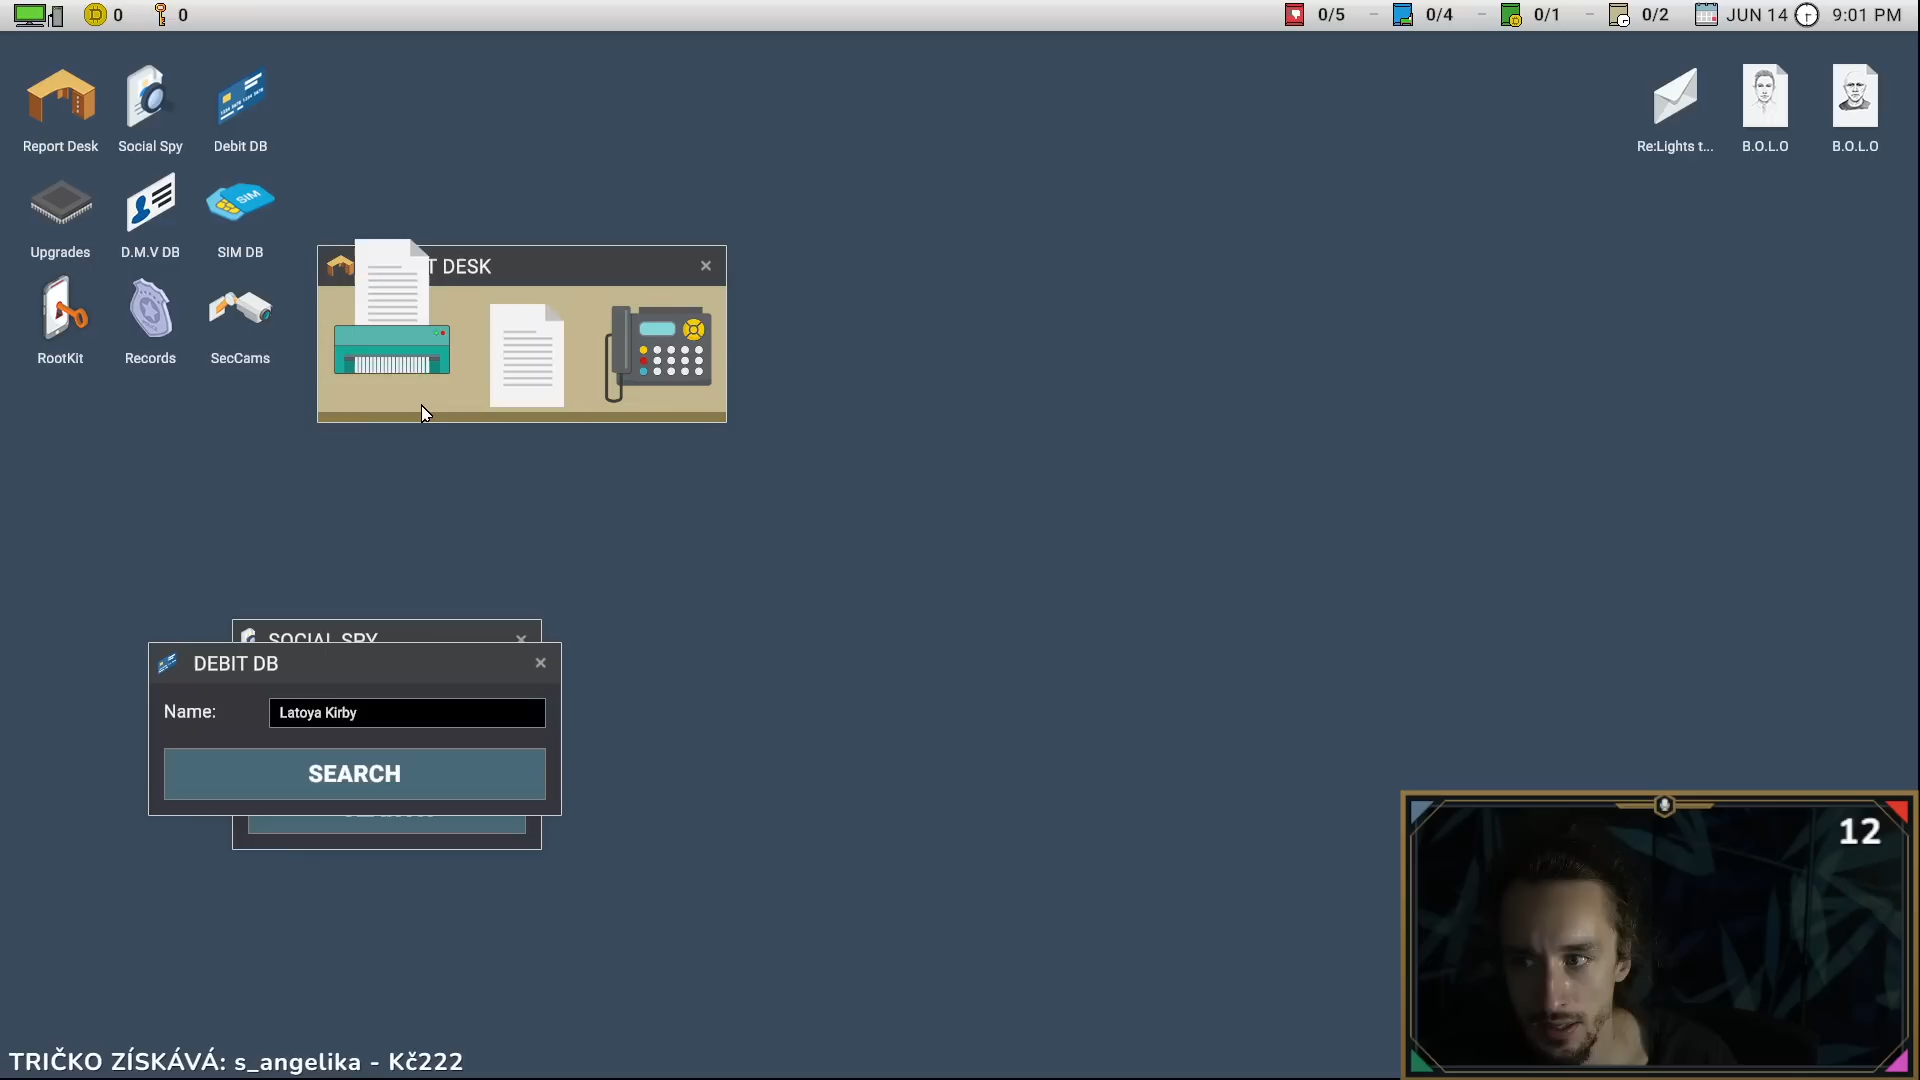 0 0 0/5 - 0/4 - 0/1 - 0/2 JUN 14 9:01 PM
Report Desk Social Spy Debit DB Re:Lights t... B.O.L.O B.O.L.O
Upgrades D.M.V DB SIM DB
RootKit Records SecCams
T DESK
SOCIAL SPY
DEBIT DB
Name: Latoya Kirby
SEARCH
12
TRIČKO ZÍSKÁVÁ: s_angelika - Kč222